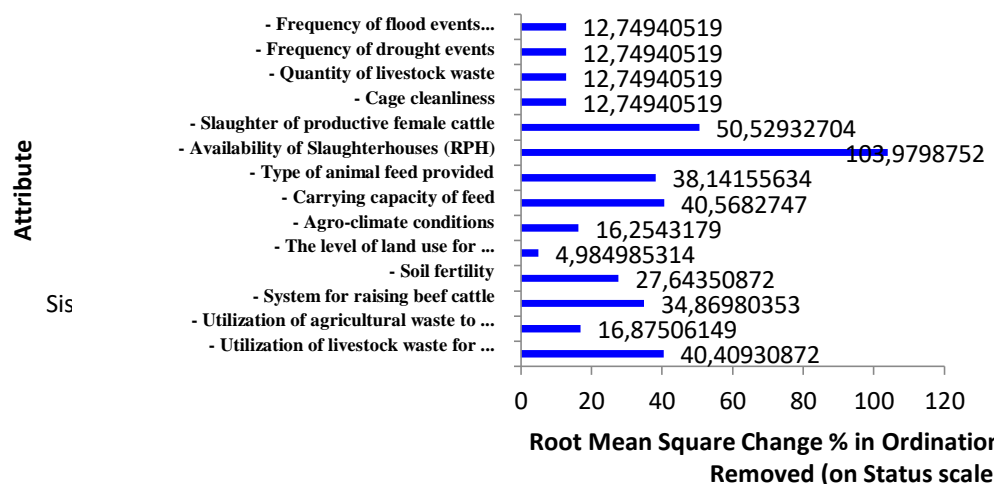 - Frequency of flood events... 12,74940519
- Frequency of drought events 12,74940519
- Quantity of livestock waste 12,74940519
- Cage cleanliness 12,74940519
- Slaughter of productive female cattle 50,52932704
- Availability of Slaughterhouses (RPH) 103,9798752
- Type of animal feed provided 38,14155634
- Carrying capacity of feed 40,5682747
- Agro-climate conditions 16,2543179
- The level of land use for ... 4,984985314
- Soil fertility 27,64350872
- System for raising beef cattle 34,86980353
- Utilization of agricultural waste to ... 16,87506149
- Utilization of livestock waste for ... 40,40930872
Attribute
Sis
0 20 40 60 80 100 120
Root Mean Square Change % in Ordination
Removed (on Status scale